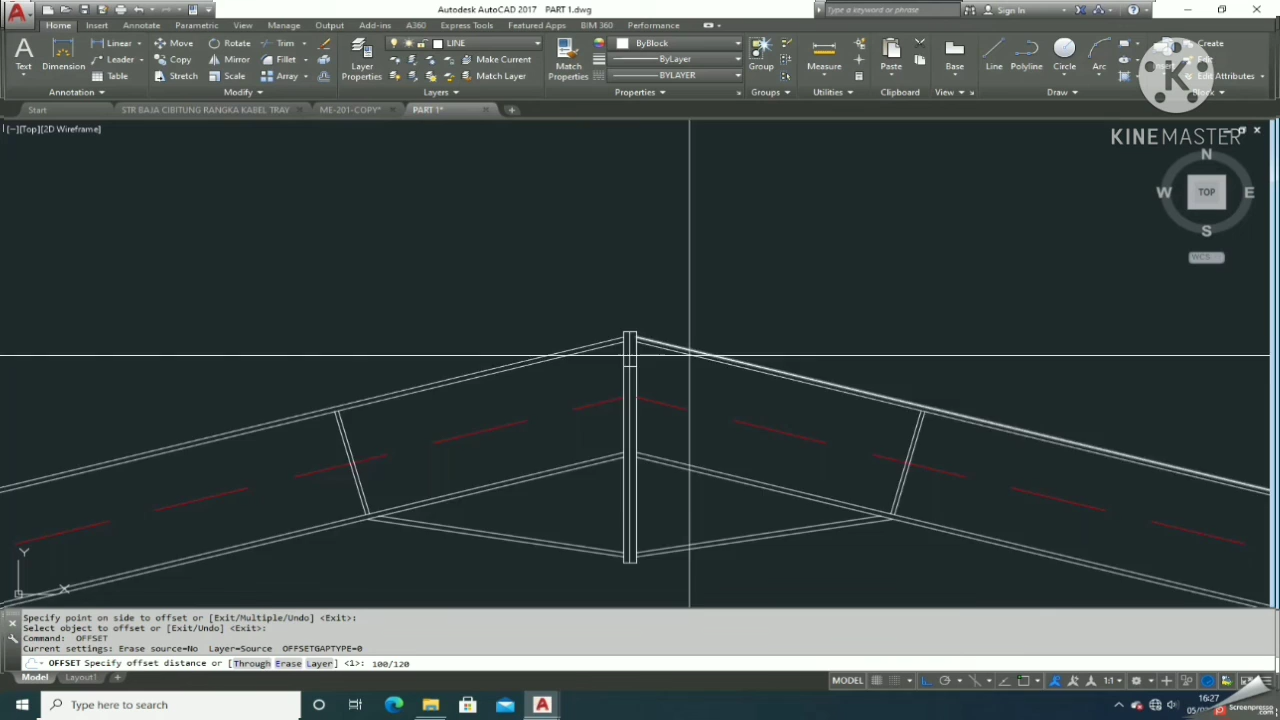 Autodesk AutoCAD 2017 PART 1.dwg
Type a keyword or phrase
Sign In
Home Insert Annotate Parametric View Manage Output Add-ins A360 Express Tools Featured Apps BIM 360 Performance
Text
Dimension
Linear
Leader
Table
Annotation
Move
Copy
Stretch
Rotate
Mirror
Scale
Trim
Fillet
Array
Modify
Layer
Properties
LINE
Make Current
Match Layer
Layers
Match
Properties
ByBlock
ByLayer
BYLAYER
Properties
Group
Groups
Measure
Utilities
Paste
Clipboard
Base
View
Line
Polyline
Circle
Arc
Draw
Insert
Create
Edit
Edit Attributes
Block
Start
STR BAJA CIBITUNG RANGKA KABEL TRAY
ME-201-COPY*
PART 1*
[−][Top][2D Wireframe]
KINEMASTER
K
N
W TOP E
S
WCS
Y
X
Specify point on side to offset or [Exit/Multiple/Undo] <Exit>:
Select object to offset or [Exit/Undo] <Exit>:
Command: OFFSET
Current settings: Erase source=No Layer=Source OFFSETGAPTYPE=0
OFFSET Specify offset distance or [Through Erase Layer] <1>: 100/120
Model Layout1
MODEL
1:1
Type here to search
16:27
Screenpresso
.com